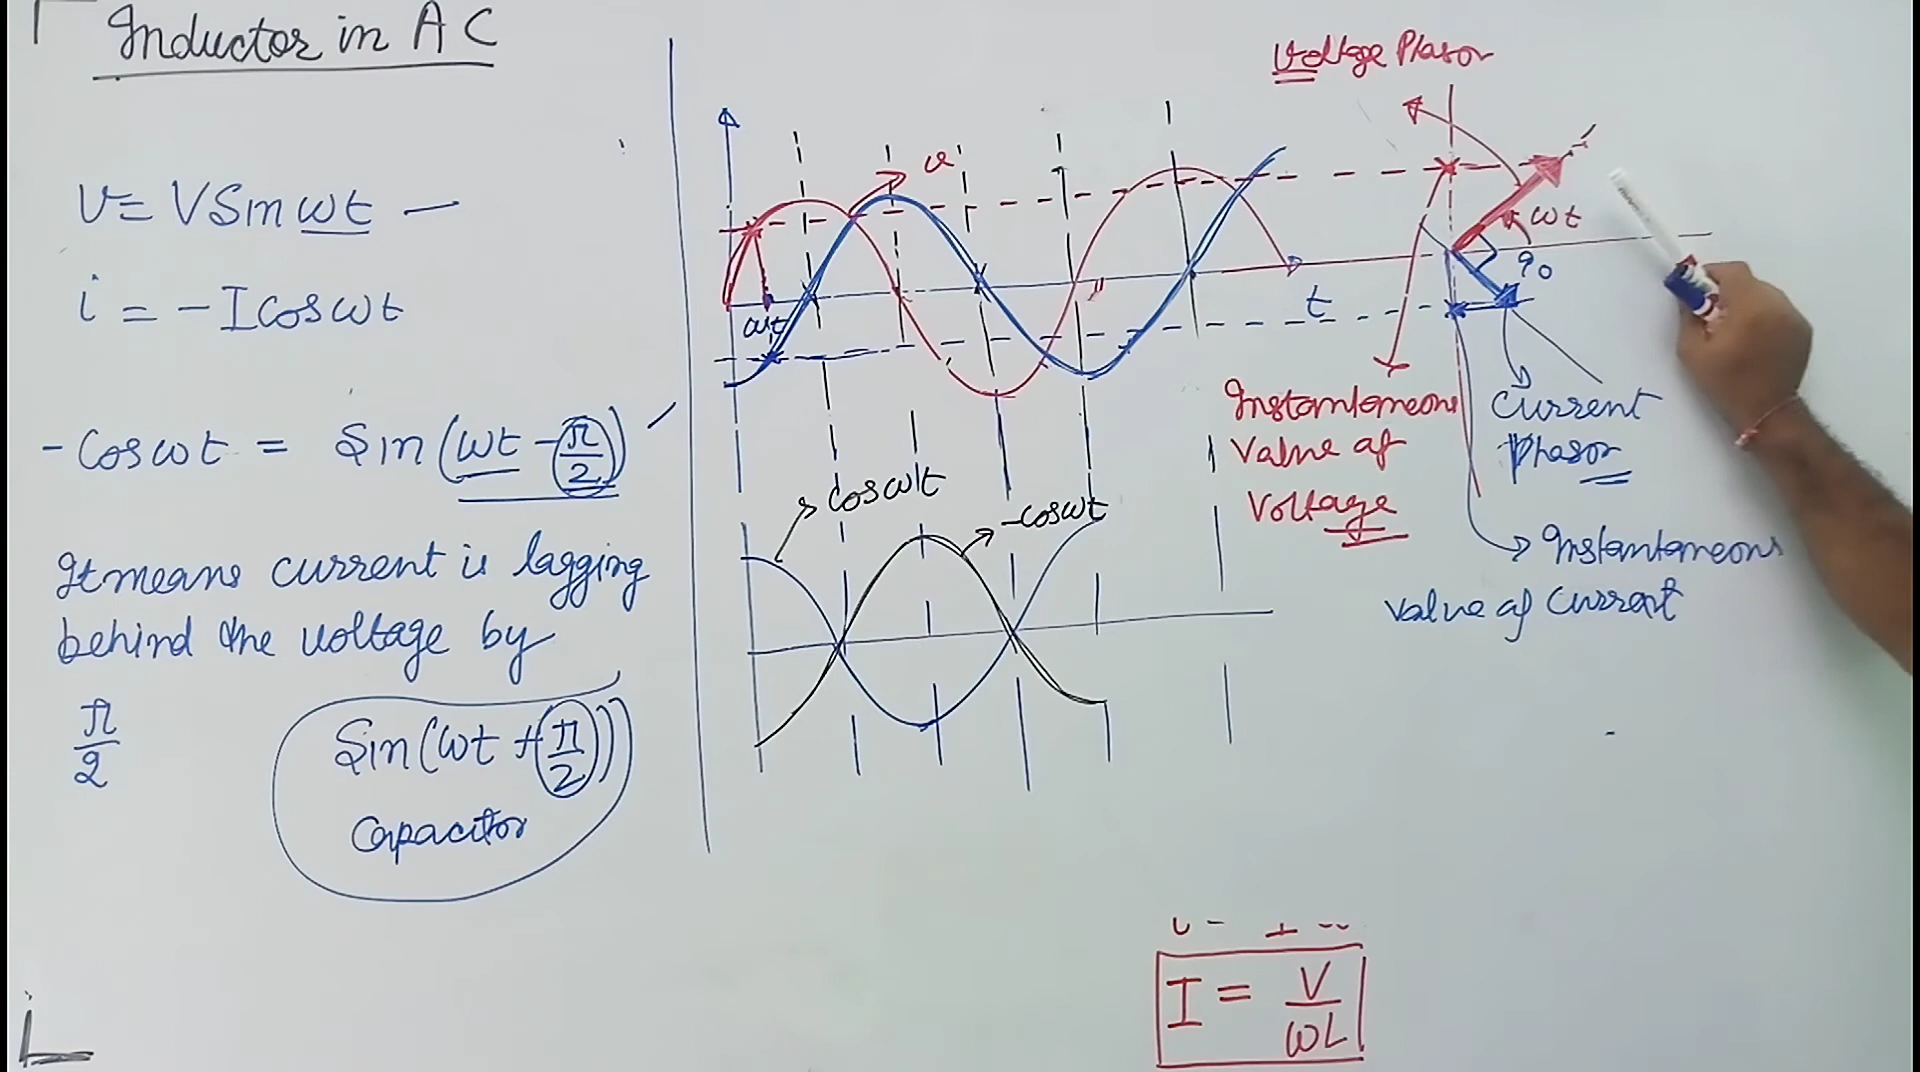 Inductor in AC
v = V Sin ωt —
i = - I cos ωt
- Cos ωt = Sin (ωt - π/2)
It means current is lagging
behind the voltage by
π/2
Sin (ωt + π/2)
Capacitor
v
ωt
t
cos ωt
-cos ωt
Voltage Phasor
ωt
90
Instantaneous
Value of
Voltage
Current
Phasor
Instantaneous
value of current
I = V/ωL